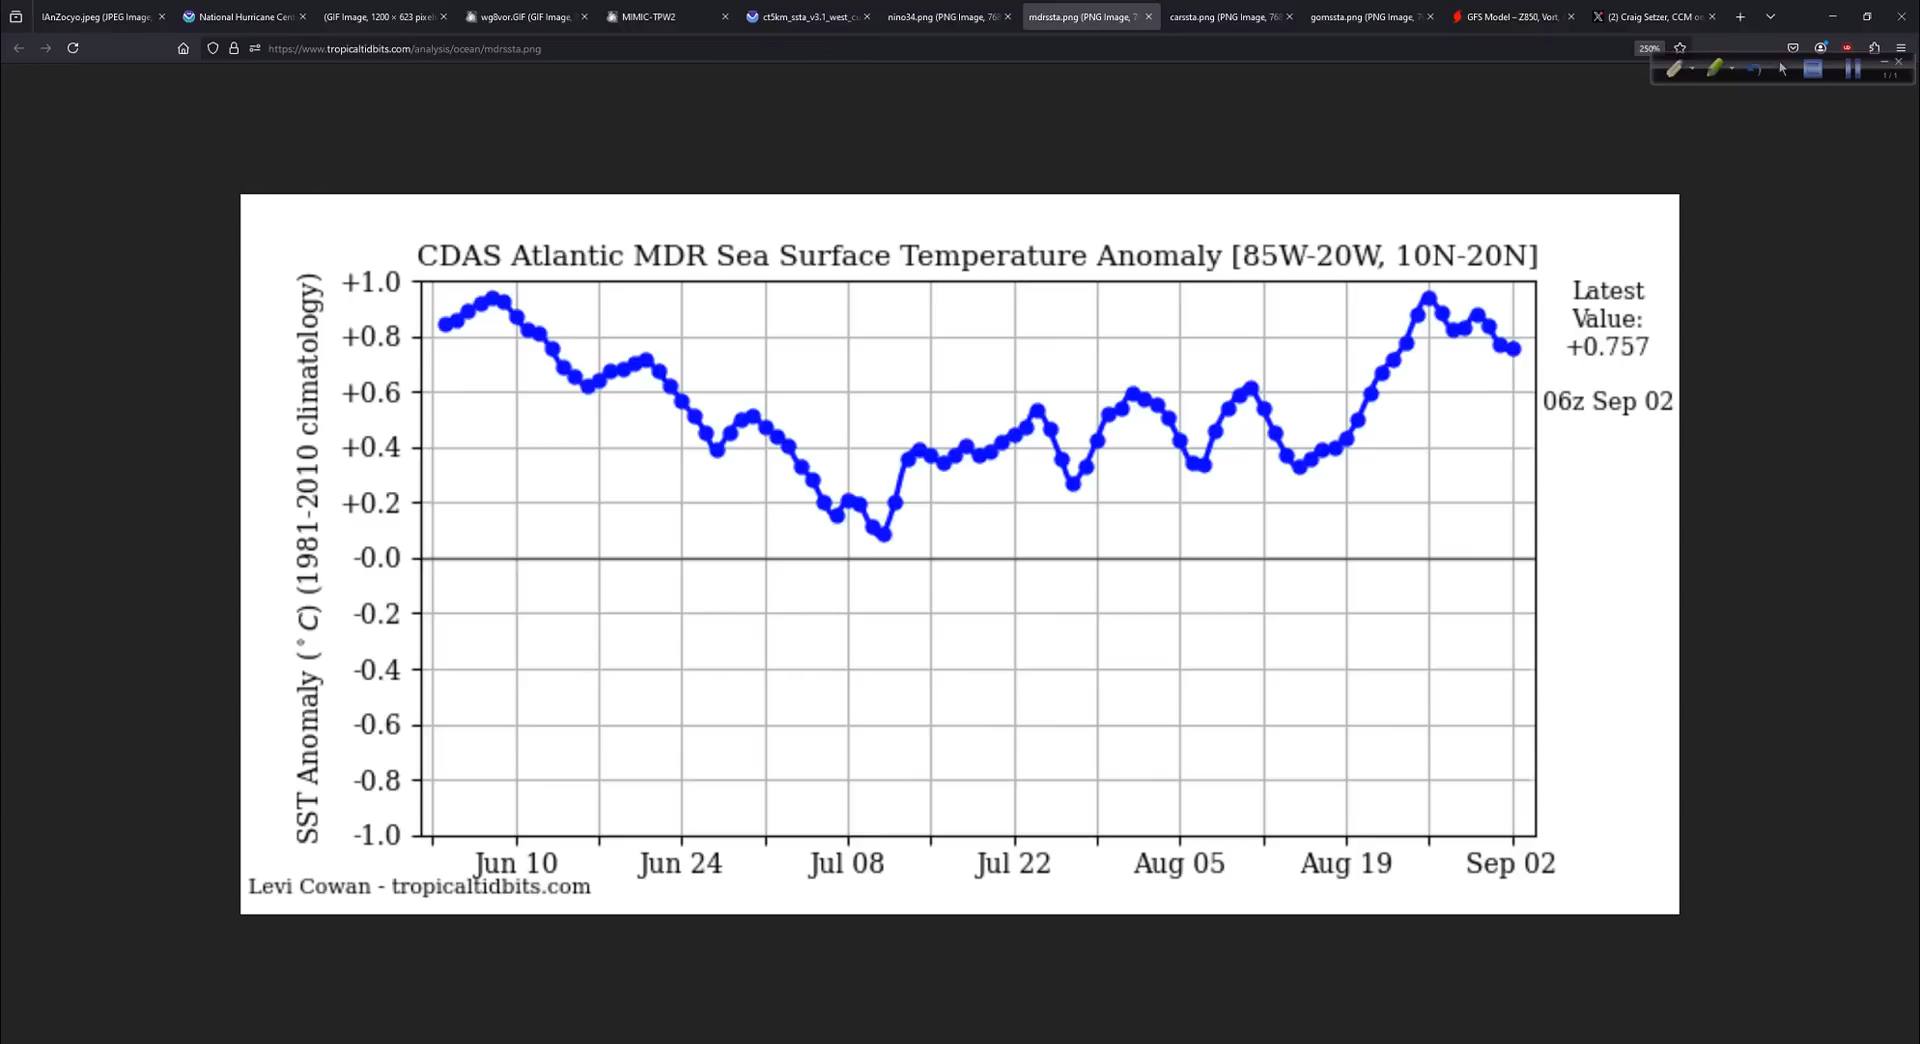 lAnZocyo.jpeg (JPEG Image,
National Hurricane Cen
(GIF Image, 1200 × 623 pixel
wg8vor.GIF (GIF Image,
MIMIC-TPW2
ct5km_ssta_v3.1_west_c
nino34.png (PNG Image, 76
mdrssta.png (PNG Image, 7
carssta.png (PNG Image, 768
gomssta.png (PNG Image, 7
GFS Model – Z850, Vort,
(2) Craig Setzer, CCM o
https://www.tropicaltidbits.com/analysis/ocean/mdrssta.png
250%
1 / 1
CDAS Atlantic MDR Sea Surface Temperature Anomaly [85W-20W, 10N-20N]
SST Anomaly (°C) (1981-2010 climatology)
+1.0
+0.8
+0.6
+0.4
+0.2
-0.0
-0.2
-0.4
-0.6
-0.8
-1.0
Latest
Value:
+0.757
06z Sep 02
Jun 10 Jun 24 Jul 08 Jul 22 Aug 05 Aug 19 Sep 02
Levi Cowan - tropicaltidbits.com